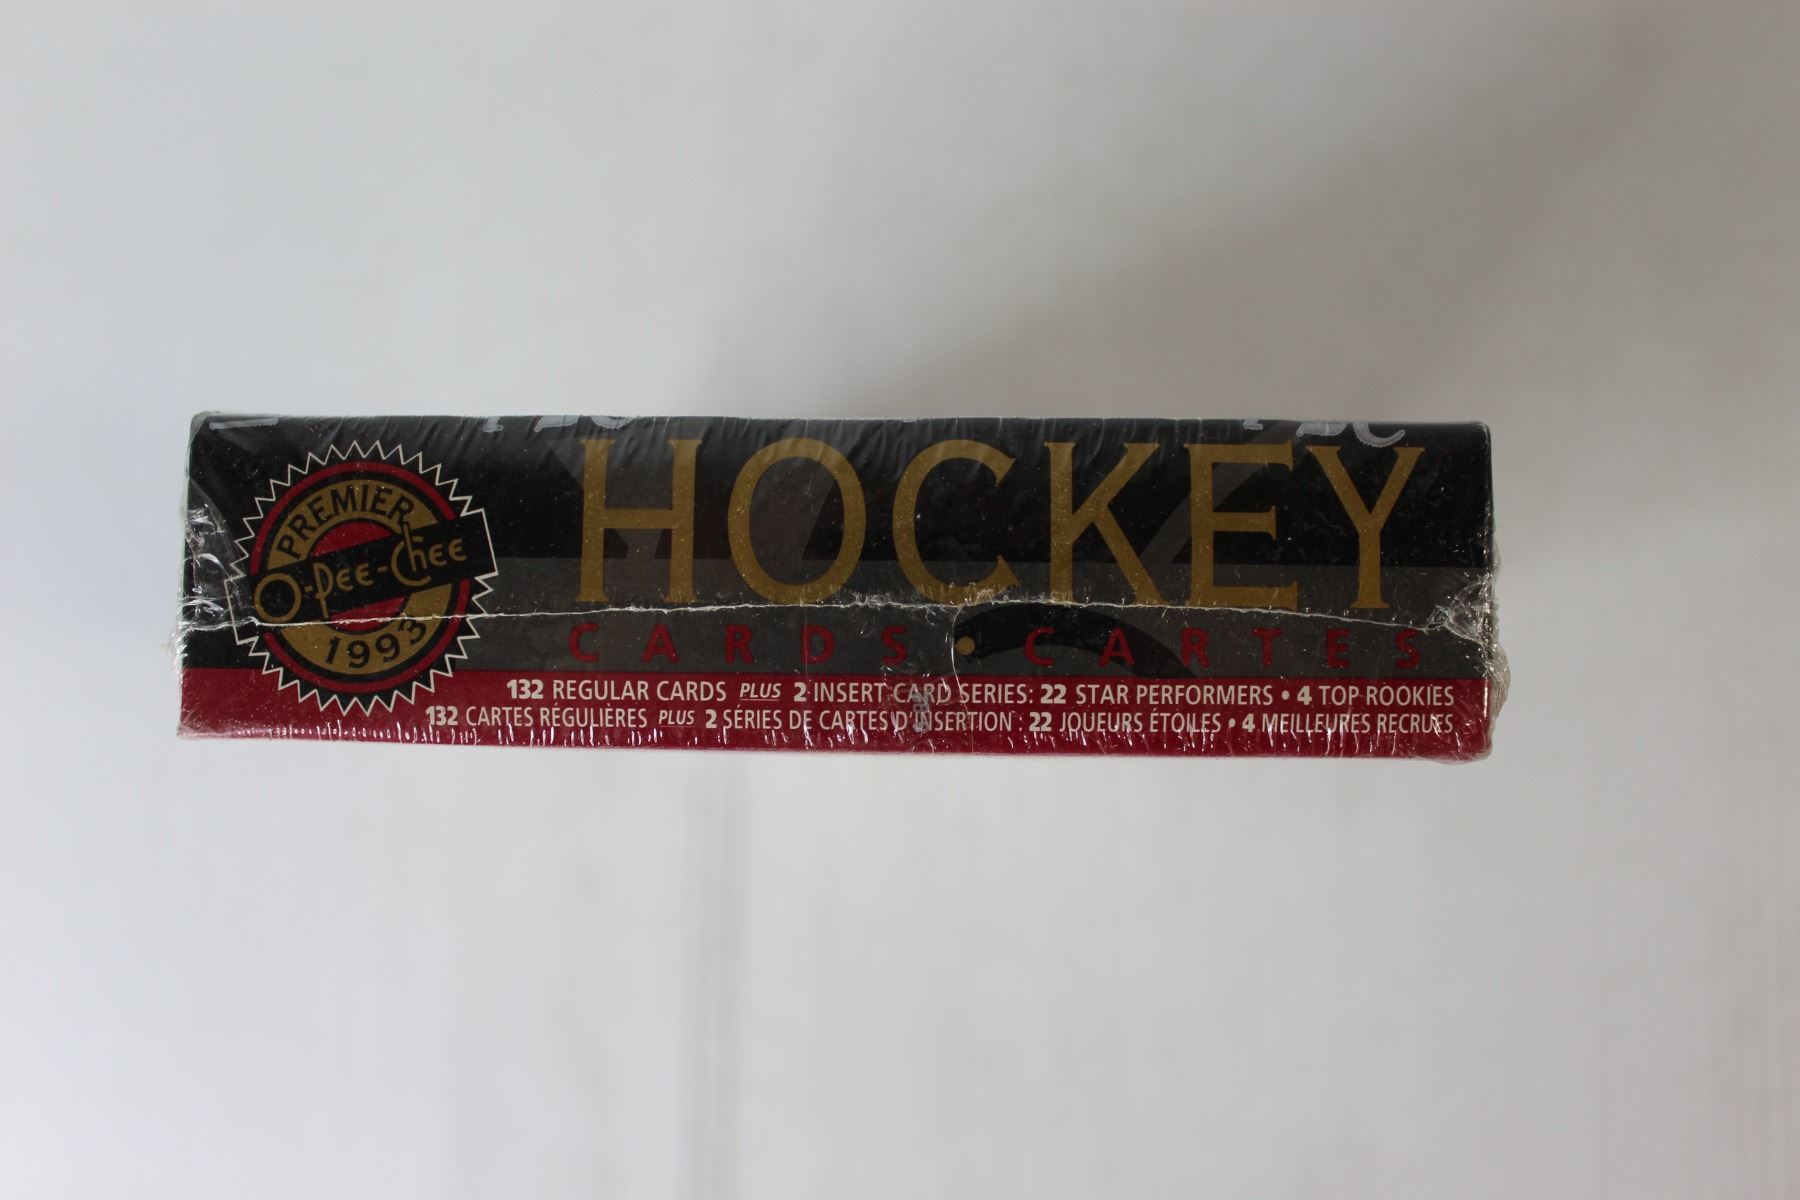 PREMIER
O-Pee-Chee
1993
HOCKEY
CARDS • CARTES
132 REGULAR CARDS PLUS 2 INSERT CARD SERIES: 22 STAR PERFORMERS • 4 TOP ROOKIES
132 CARTES RÉGULIÈRES PLUS 2 SÉRIES DE CARTES D'INSERTION : 22 JOUEURS ÉTOILES • 4 MEILLEURES RECRUES